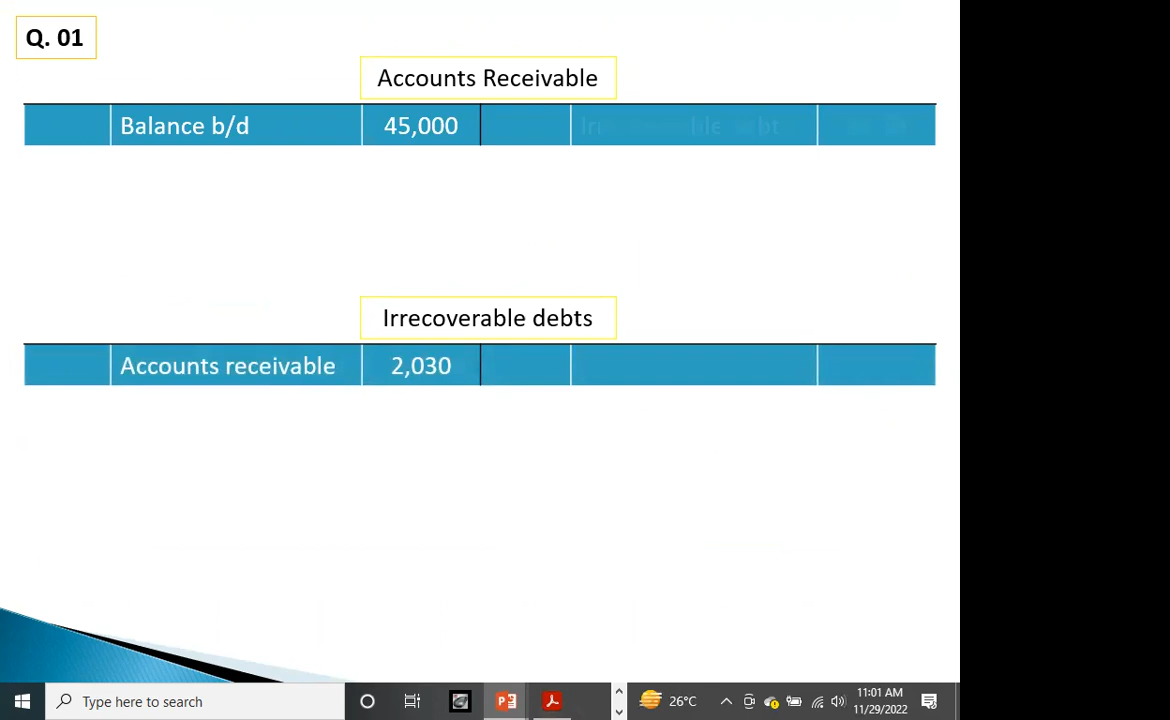 Q. 01
Accounts Receivable
Balance b/d 45,000
Irrecoverable debts
Accounts receivable 2,030
Type here to search
26°C
11:01 AM
11/29/2022